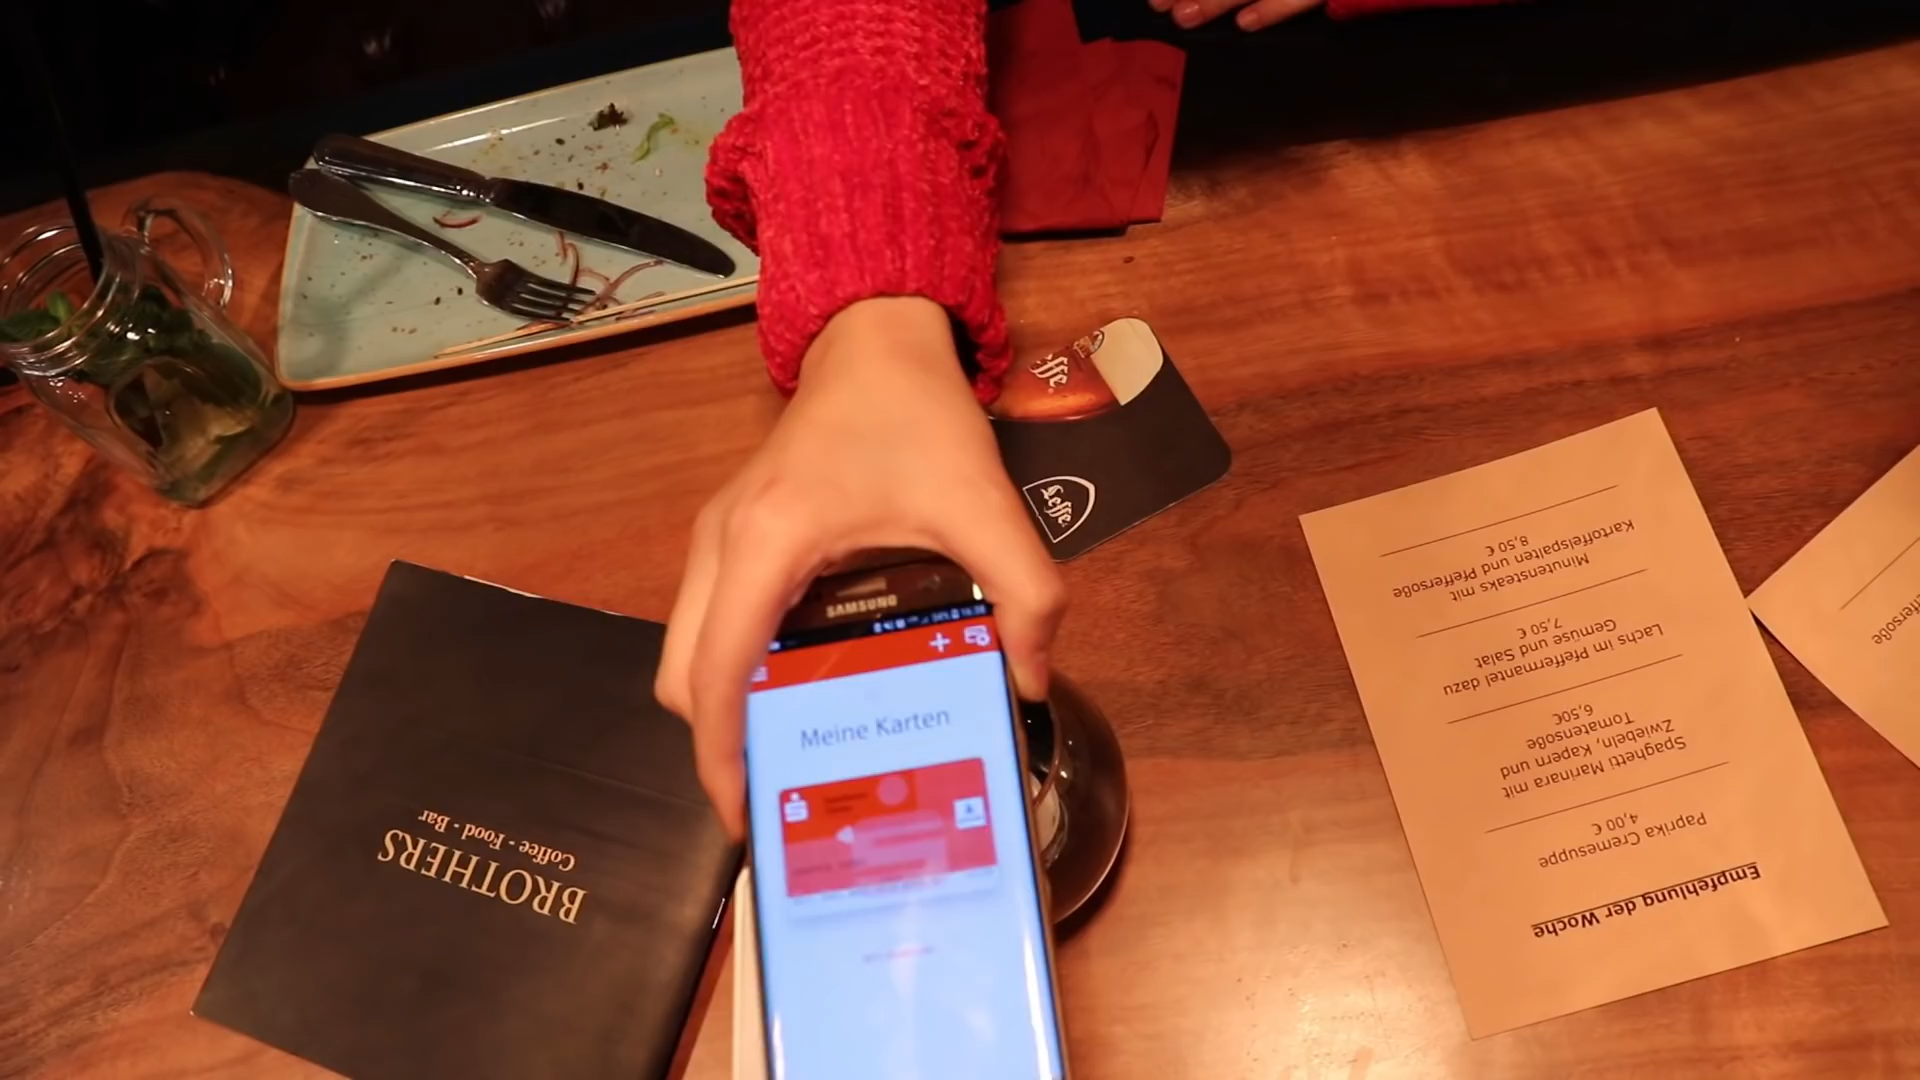 SAMSUNG
Meine Karten
Leffe
Leffe
BROTHERS
Coffee - Food - Bar
Empfehlung der Woche
Paprika Cremesuppe
4,00 €
Spaghetti Marinara mit
Zwiebeln, Kapern und
Tomatensoße
6,50€
Lachs im Pfeffermantel dazu
Gemüse und Salat
7,50 €
Minutensteaks mit
Kartoffelspalten und Pfeffersoße
8,50 €